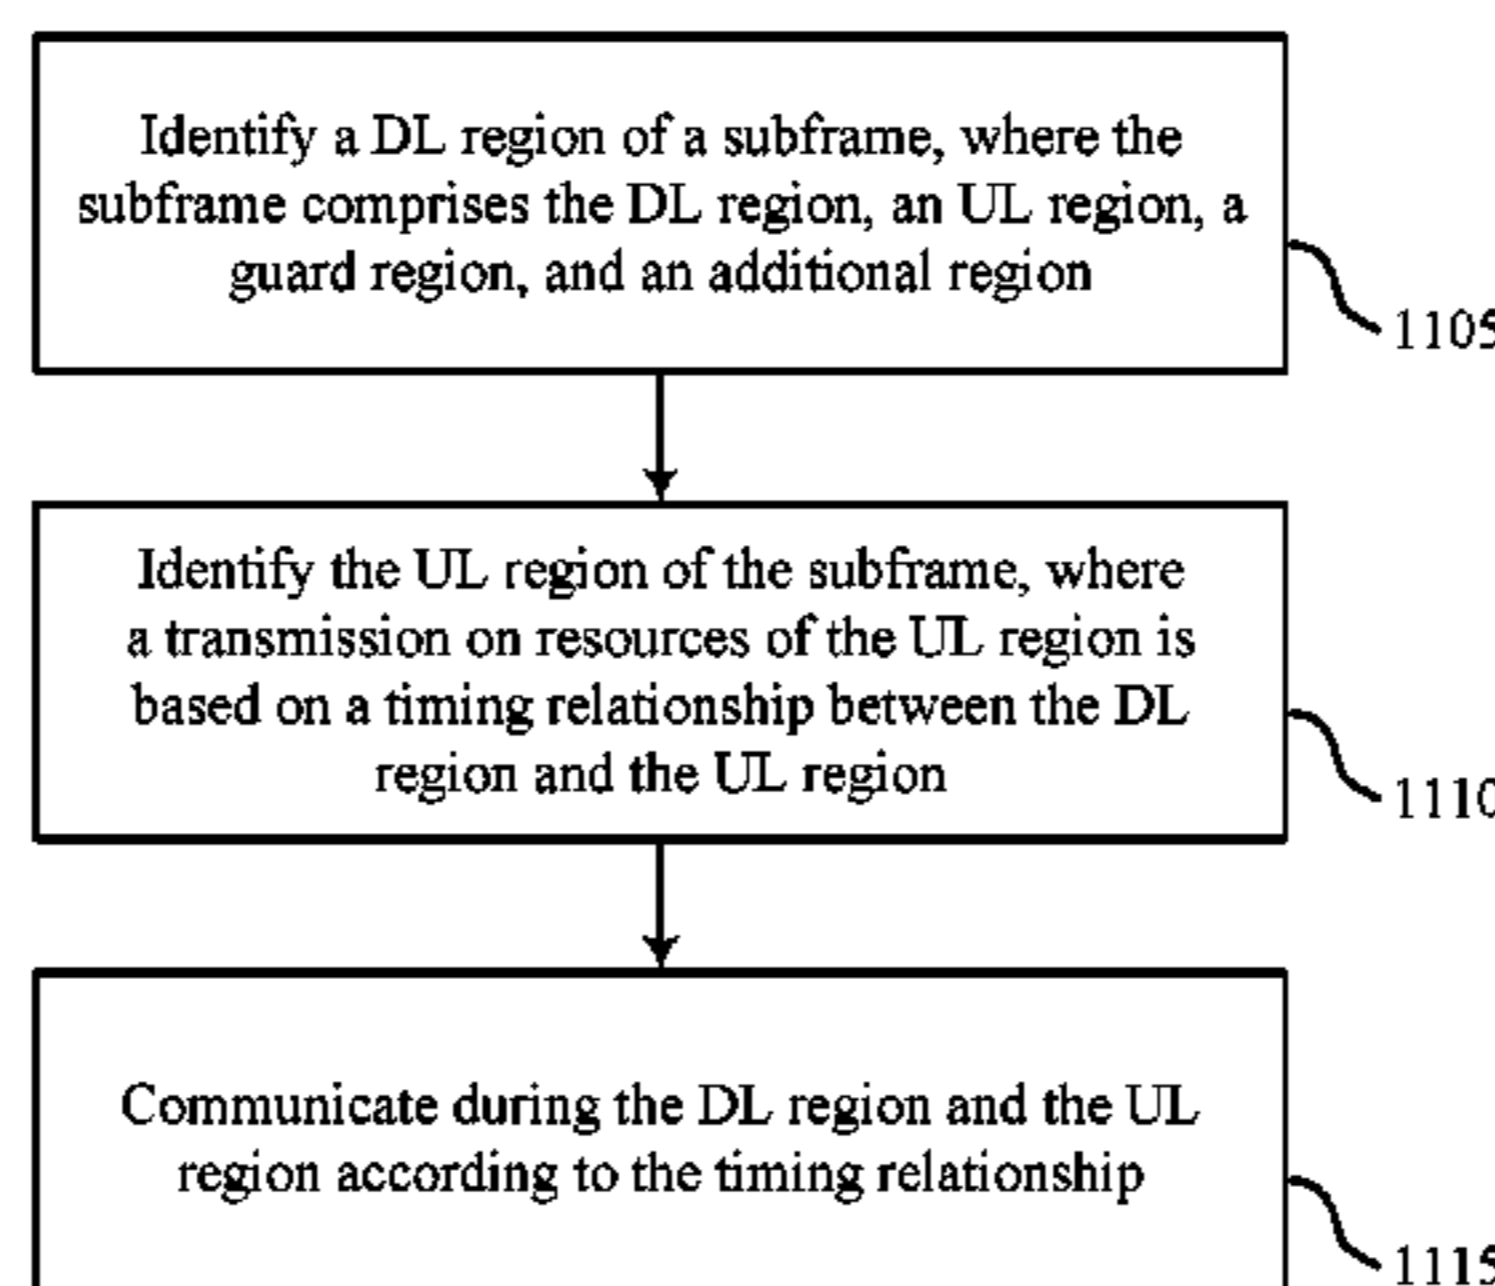 Identify a DL region of a subframe, where the
subframe comprises the DL region, an UL region, a
guard region, and an additional region
1105
Identify the UL region of the subframe, where
a transmission on resources of the UL region is
based on a timing relationship between the DL
region and the UL region
1110
Communicate during the DL region and the UL
region according to the timing relationship
1115